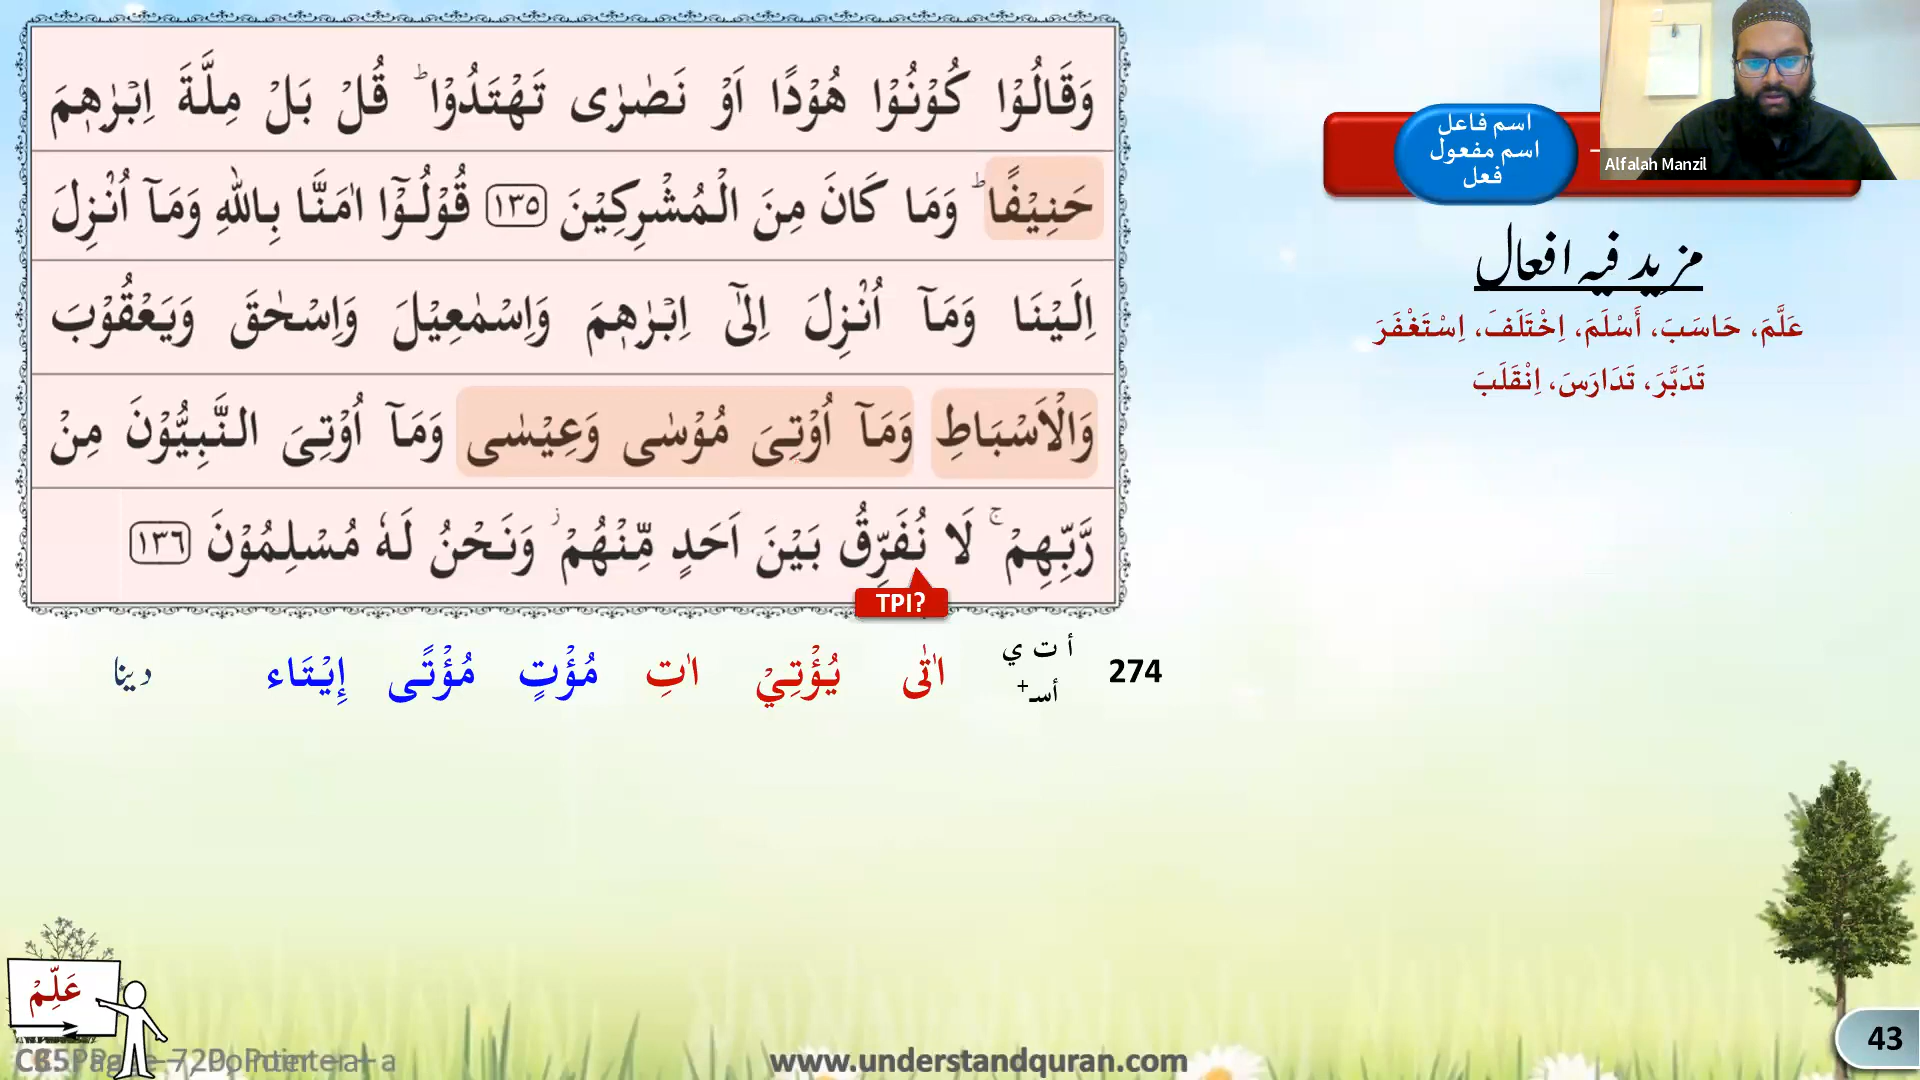 وَقَالُوْا كُوْنُوْا هُوْدًا اَوْ نَصٰرٰى تَهْتَدُوْا ؕ قُلْ بَلْ مِلَّةَ اِبْرٰهٖمَ
حَنِيْفًا ؕ وَمَا كَانَ مِنَ الْمُشْرِكِيْنَ ١٣٥ قُوْلُوْٓا اٰمَنَّا بِاللّٰهِ وَمَآ اُنْزِلَ
اِلَيْنَا وَمَآ اُنْزِلَ اِلٰٓى اِبْرٰهٖمَ وَاِسْمٰعِيْلَ وَاِسْحٰقَ وَيَعْقُوْبَ
وَالْاَسْبَاطِ وَمَآ اُوْتِىَ مُوْسٰى وَعِيْسٰى وَمَآ اُوْتِىَ النَّبِيُّوْنَ مِنْ
رَّبِّهِمْ ۚ لَا نُفَرِّقُ بَيْنَ اَحَدٍ مِّنْهُمْ ؗ وَنَحْنُ لَهٗ مُسْلِمُوْنَ ١٣٦
TPI?
274 أ ت ي اٰتٰى يُؤْتِيْ اٰتِ مُؤْتٍ مُؤْتًى إِيْتَاء دینا
أسـ+
اسم فاعل
اسم مفعول
فعل
Alfalah Manzil
مزید فیہ افعال
عَلَّمَ، حَاسَبَ، أَسْلَمَ، اِخْتَلَفَ، اِسْتَغْفَرَ
تَدَبَّرَ، تَدَارَسَ، اِنْقَلَبَ
عَلِّمْ
www.understandquran.com
43